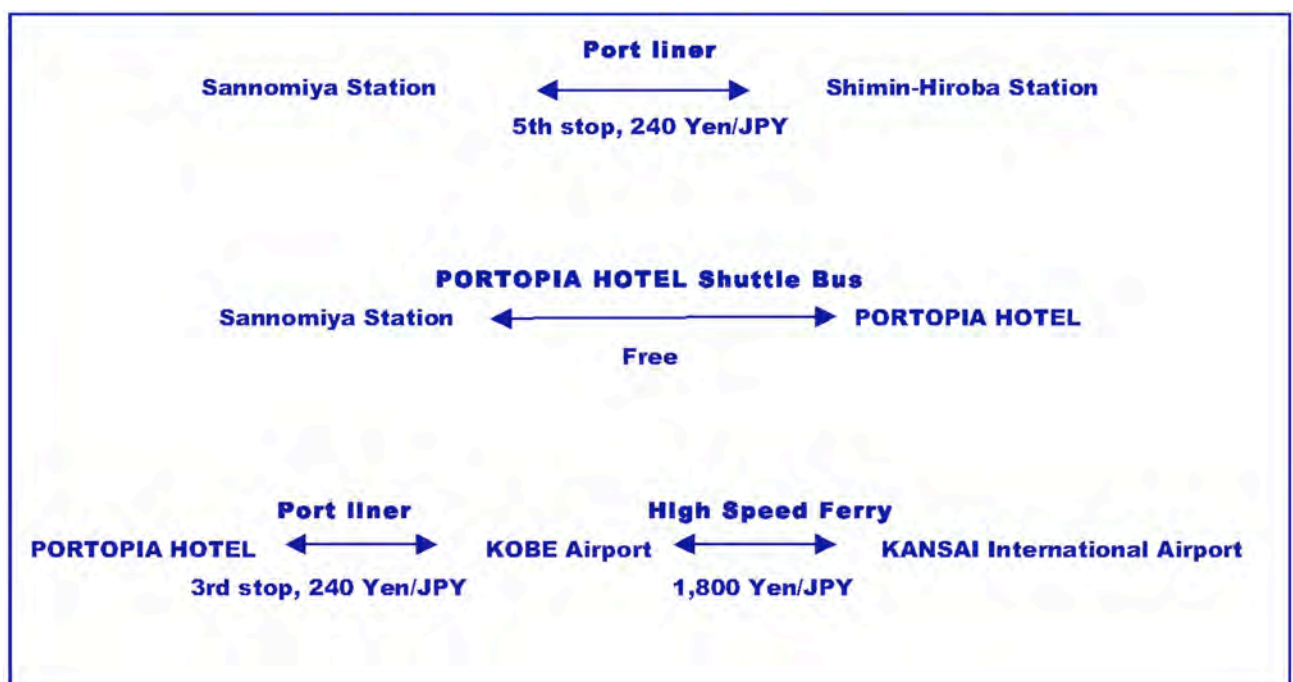 Port liner
Sannomiya Station Shimin-Hiroba Station
5th stop, 240 Yen/JPY
PORTOPIA HOTEL Shuttle Bus
Sannomiya Station PORTOPIA HOTEL
Free
Port liner High Speed Ferry
PORTOPIA HOTEL KOBE Airport KANSAI International Airport
3rd stop, 240 Yen/JPY 1,800 Yen/JPY